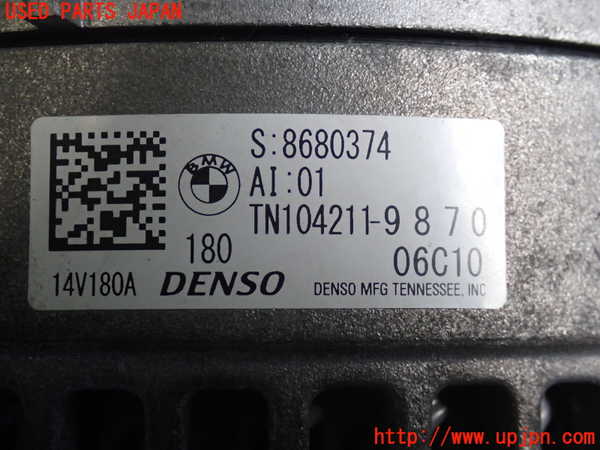 USED PARTS JAPAN
S:8680374
BMW
AI:01
TN104211-9870
180
06C10
14V180A DENSO DENSO MFG TENNESSEE, INC
http://www.upjpn.com/